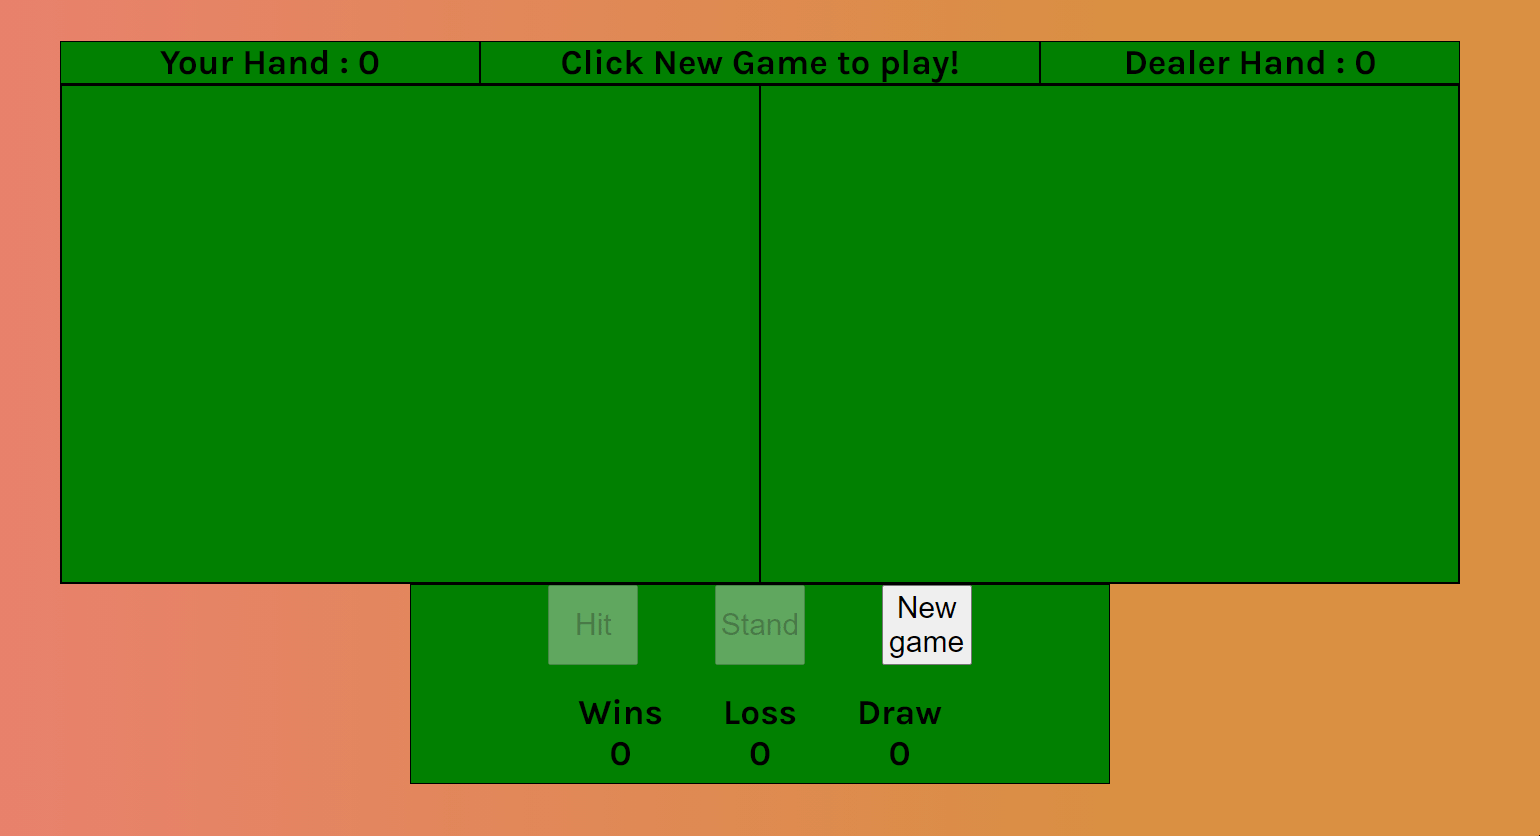 Your Hand : 0
Click New Game to play!
Dealer Hand : 0
Hit
Stand
New
game
Wins
Loss
Draw
0
0
0